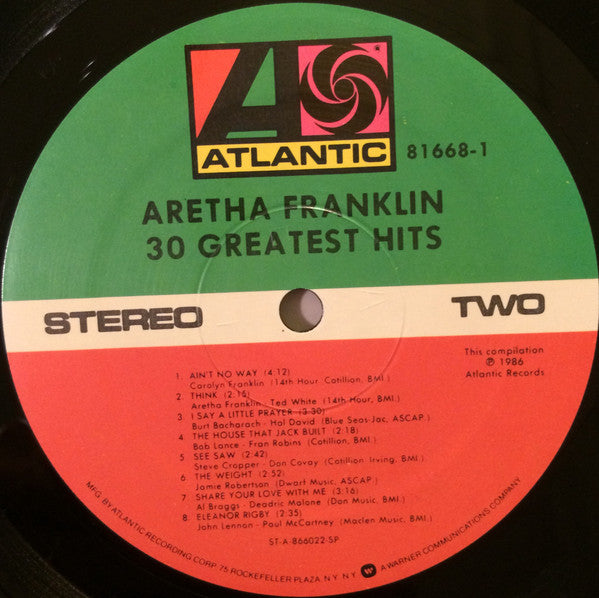 ATLANTIC 81668-1
ARETHA FRANKLIN
30 GREATEST HITS
STEREO TWO
This compilation
℗ 1986
Atlantic Records
1. AIN'T NO WAY (4:12)
Carolyn Franklin (14th Hour Cotillion, BMI.)
2. THINK (2:15)
Aretha Franklin - Ted White (14th Hour, BMI.)
3. I SAY A LITTLE PRAYER (3:30)
Burt Bacharach - Hal David (Blue Seas-Jac, ASCAP.)
4. THE HOUSE THAT JACK BUILT (2:18)
Bob Lance - Fran Robins (Cotillion, BMI.)
5. SEE SAW (2:42)
Steve Cropper - Don Covay (Cotillion Irving, BMI.)
6. THE WEIGHT (2:52)
Jamie Robertson (Dwarf Music, ASCAP.)
7. SHARE YOUR LOVE WITH ME (3:16)
Al Braggs - Deadric Malone (Don Music, BMI.)
8. ELEANOR RIGBY (2:35)
John Lennon - Paul McCartney (Maclen Music, BMI.)
ST-A-866022-SP
MFG. BY ATLANTIC RECORDING CORP. 75 ROCKEFELLER PLAZA. N.Y. N.Y. A WARNER COMMUNICATIONS COMPANY